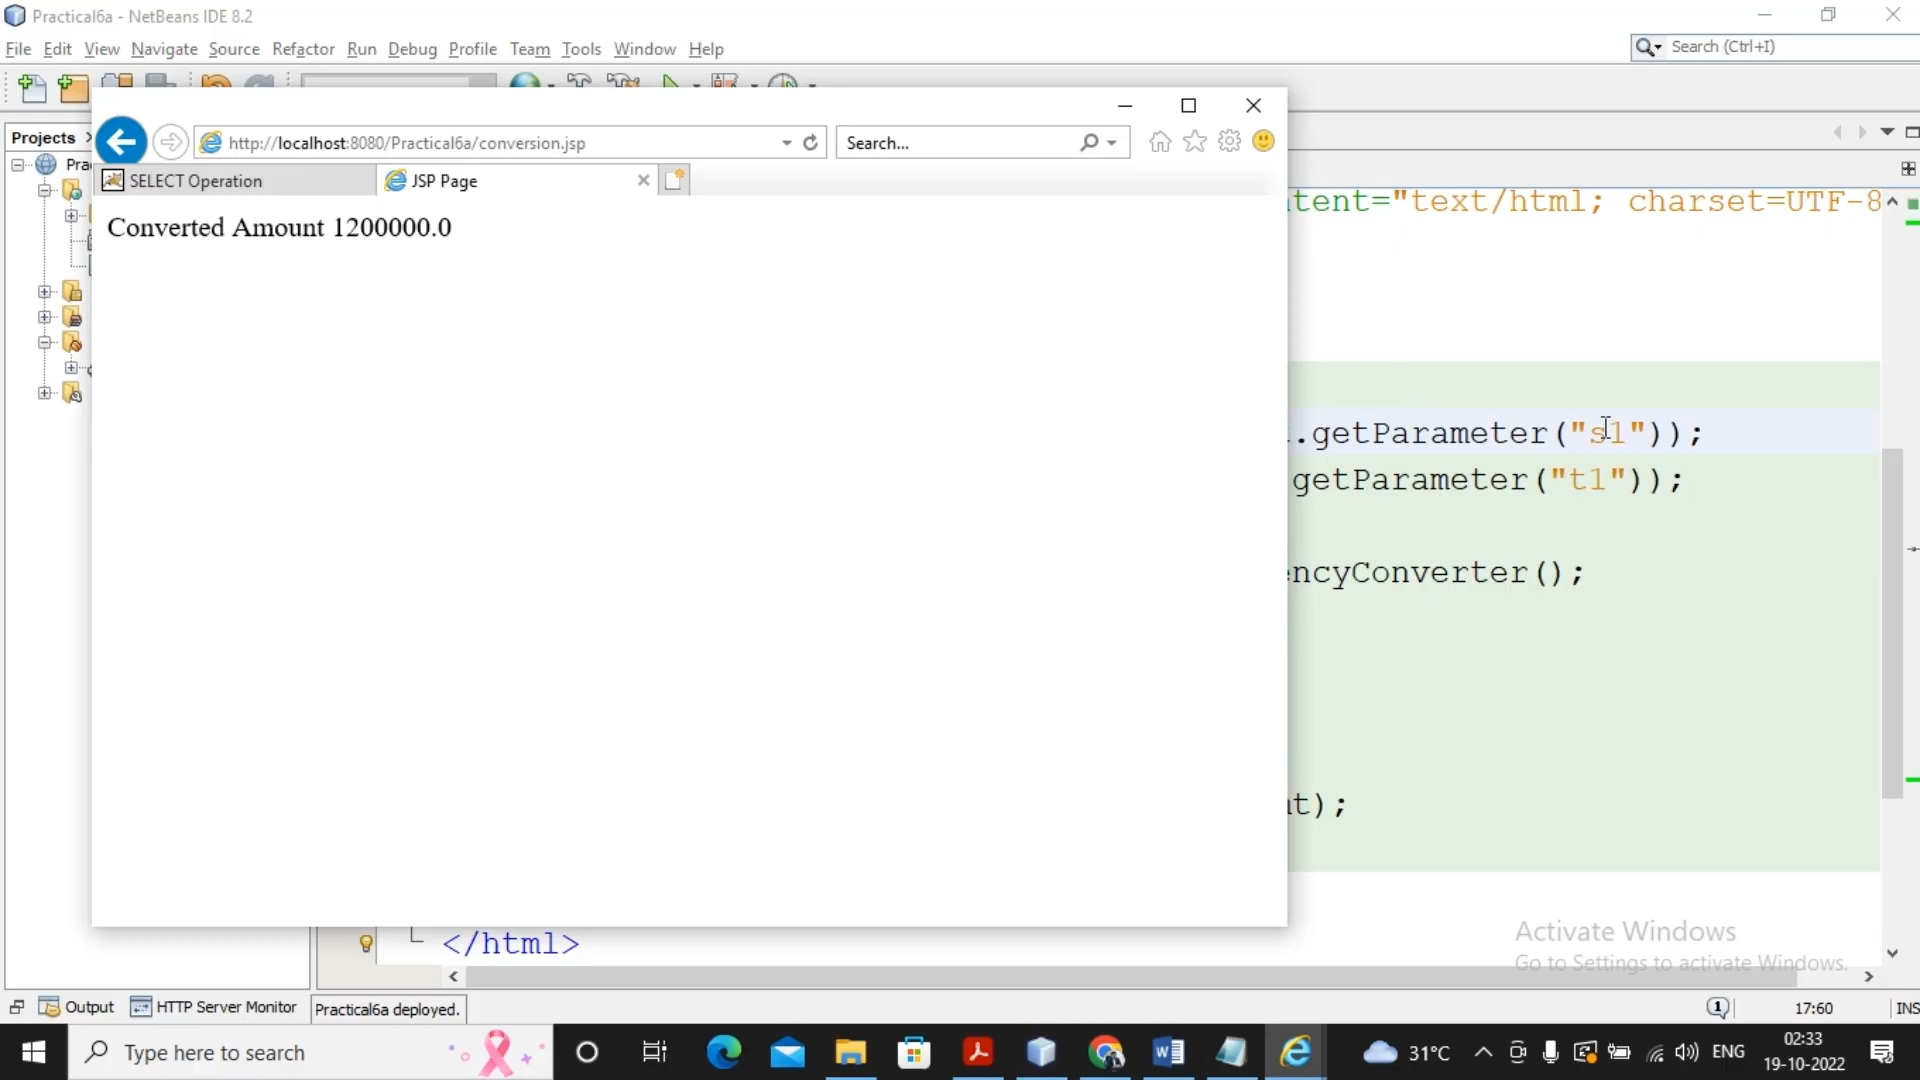 Practical6a - NetBeans IDE 8.2
File Edit View Navigate Source Refactor Run Debug Profile Team Tools Window Help
Search (Ctrl+I)
Projects
http://localhost:8080/Practical6a/conversion.jsp
Search...
SELECT Operation
JSP Page
Converted Amount 1200000.0
tent="text/html; charset=UTF-8
.getParameter("s1"));
getParameter("t1"));
encyConverter();
nt);
</html>
Activate Windows
Go to Settings to activate Windows.
Output
HTTP Server Monitor
Practical6a deployed.
1
17:60
INS
Type here to search
31°C
ENG
02:33
19-10-2022